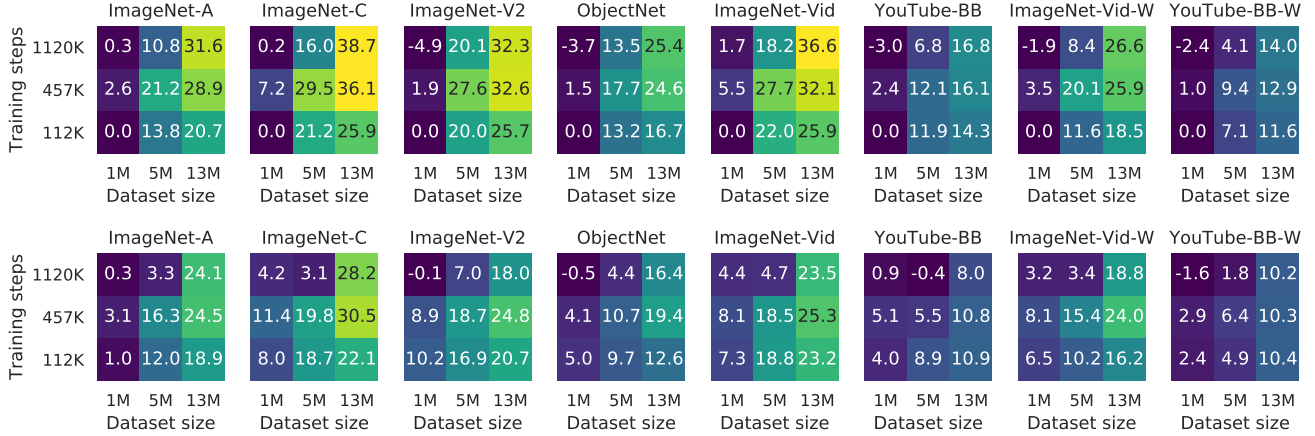 ImageNet-A ImageNet-C ImageNet-V2 ObjectNet ImageNet-Vid YouTube-BB ImageNet-Vid-W YouTube-BB-W
Training steps
1120K 0.3 10.8 31.6 0.2 16.0 38.7 -4.9 20.1 32.3 -3.7 13.5 25.4 1.7 18.2 36.6 -3.0 6.8 16.8 -1.9 8.4 26.6 -2.4 4.1 14.0
457K 2.6 21.2 28.9 7.2 29.5 36.1 1.9 27.6 32.6 1.5 17.7 24.6 5.5 27.7 32.1 2.4 12.1 16.1 3.5 20.1 25.9 1.0 9.4 12.9
112K 0.0 13.8 20.7 0.0 21.2 25.9 0.0 20.0 25.7 0.0 13.2 16.7 0.0 22.0 25.9 0.0 11.9 14.3 0.0 11.6 18.5 0.0 7.1 11.6
1M 5M 13M 1M 5M 13M 1M 5M 13M 1M 5M 13M 1M 5M 13M 1M 5M 13M 1M 5M 13M 1M 5M 13M
Dataset size Dataset size Dataset size Dataset size Dataset size Dataset size Dataset size Dataset size
ImageNet-A ImageNet-C ImageNet-V2 ObjectNet ImageNet-Vid YouTube-BB ImageNet-Vid-W YouTube-BB-W
Training steps
1120K 0.3 3.3 24.1 4.2 3.1 28.2 -0.1 7.0 18.0 -0.5 4.4 16.4 4.4 4.7 23.5 0.9 -0.4 8.0 3.2 3.4 18.8 -1.6 1.8 10.2
457K 3.1 16.3 24.5 11.4 19.8 30.5 8.9 18.7 24.8 4.1 10.7 19.4 8.1 18.5 25.3 5.1 5.5 10.8 8.1 15.4 24.0 2.9 6.4 10.3
112K 1.0 12.0 18.9 8.0 18.7 22.1 10.2 16.9 20.7 5.0 9.7 12.6 7.3 18.8 23.2 4.0 8.9 10.9 6.5 10.2 16.2 2.4 4.9 10.4
1M 5M 13M 1M 5M 13M 1M 5M 13M 1M 5M 13M 1M 5M 13M 1M 5M 13M 1M 5M 13M 1M 5M 13M
Dataset size Dataset size Dataset size Dataset size Dataset size Dataset size Dataset size Dataset size